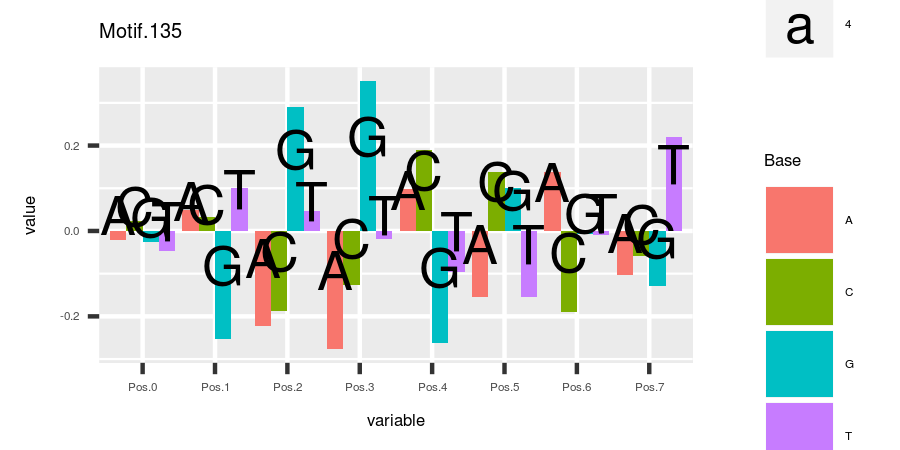 Motif.135
value
0.2
0.0
-0.2
A C G T A C G T A C G T A C G T A C G T A C G T A C G T A C G T
Pos.0 Pos.1 Pos.2 Pos.3 Pos.4 Pos.5 Pos.6 Pos.7
variable
a 4
Base
A
C
G
T